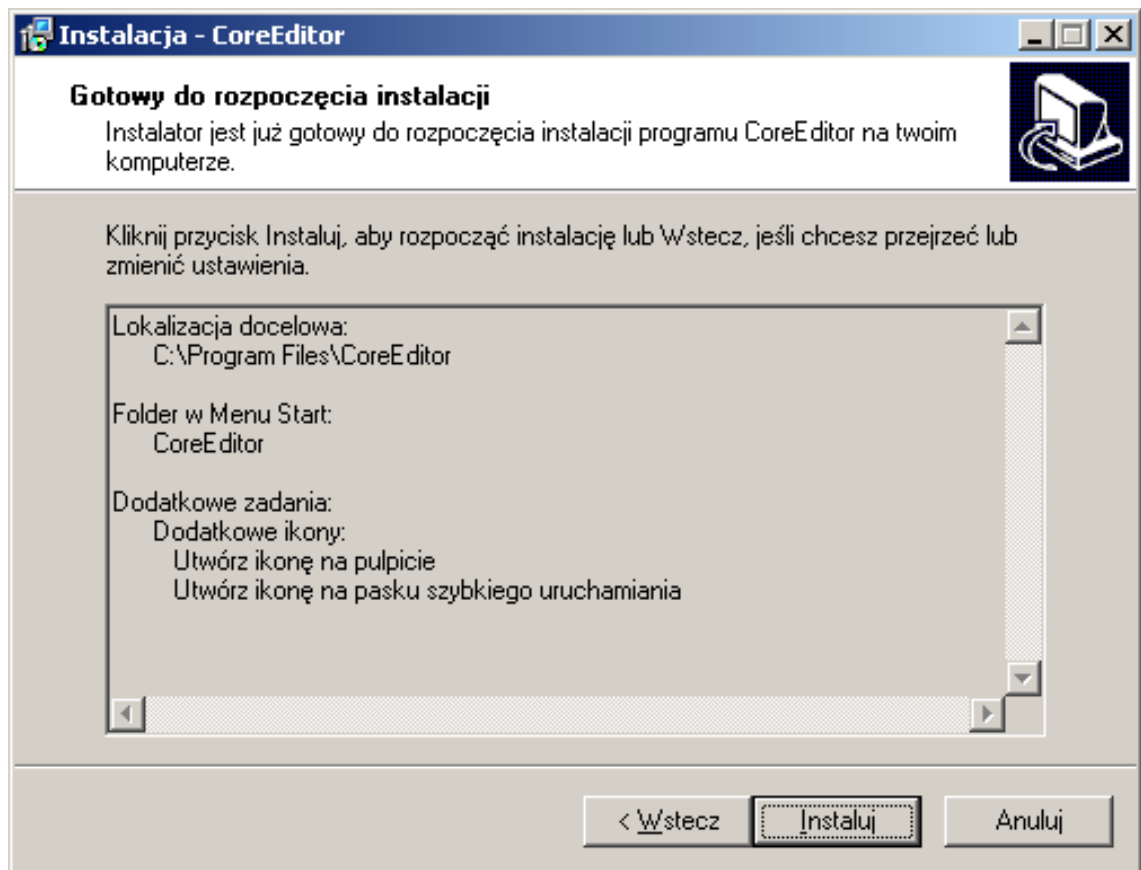 Instalacja - CoreEditor
Gotowy do rozpoczęcia instalacji
Instalator jest już gotowy do rozpoczęcia instalacji programu CoreEditor na twoim
komputerze.
Kliknij przycisk Instaluj, aby rozpocząć instalację lub Wstecz, jeśli chcesz przejrzeć lub
zmienić ustawienia.
Lokalizacja docelowa:
C:\Program Files\CoreEditor
Folder w Menu Start:
CoreEditor
Dodatkowe zadania:
Dodatkowe ikony:
Utwórz ikonę na pulpicie
Utwórz ikonę na pasku szybkiego uruchamiania
< Wstecz
Instaluj
Anuluj